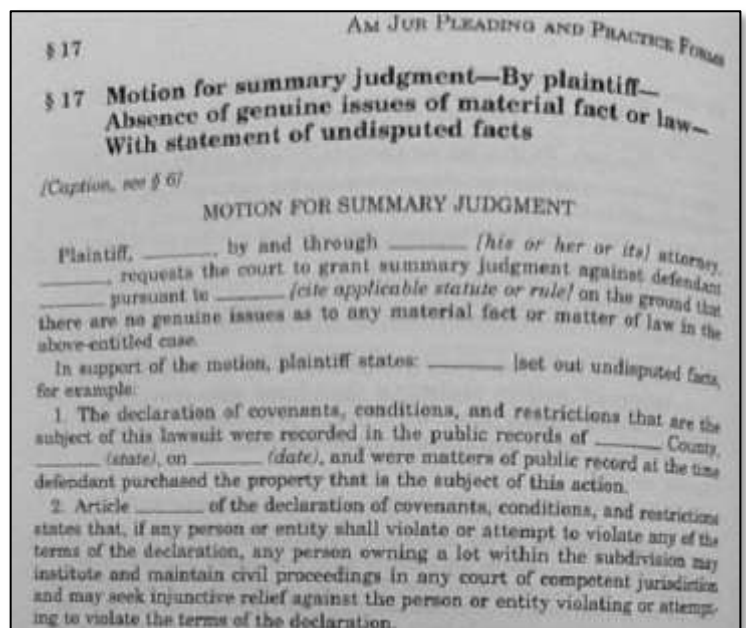 AM JUR PLEADING AND PRACTICE FORMS
§ 17
§ 17 Motion for summary judgment—By plaintiff—
Absence of genuine issues of material fact or law—
With statement of undisputed facts
[Caption, see § 6]
MOTION FOR SUMMARY JUDGMENT
Plaintiff, ______, by and through ______ [his or her or its] attorney,
______, requests the court to grant summary judgment against defendant
______ pursuant to ______ [cite applicable statute or rule] on the ground that
there are no genuine issues as to any material fact or matter of law in the
above-entitled case.
In support of the motion, plaintiff states: ______ [set out undisputed facts,
for example:
1. The declaration of covenants, conditions, and restrictions that are the
subject of this lawsuit were recorded in the public records of ______ County,
______ (state), on ______ (date), and were matters of public record at the time
defendant purchased the property that is the subject of this action.
2. Article ______ of the declaration of covenants, conditions, and restrictions
states that, if any person or entity shall violate or attempt to violate any of the
terms of the declaration, any person owning a lot within the subdivision may
institute and maintain civil proceedings in any court of competent jurisdiction
and may seek injunctive relief against the person or entity violating or attempt-
ing to violate the terms of the declaration.